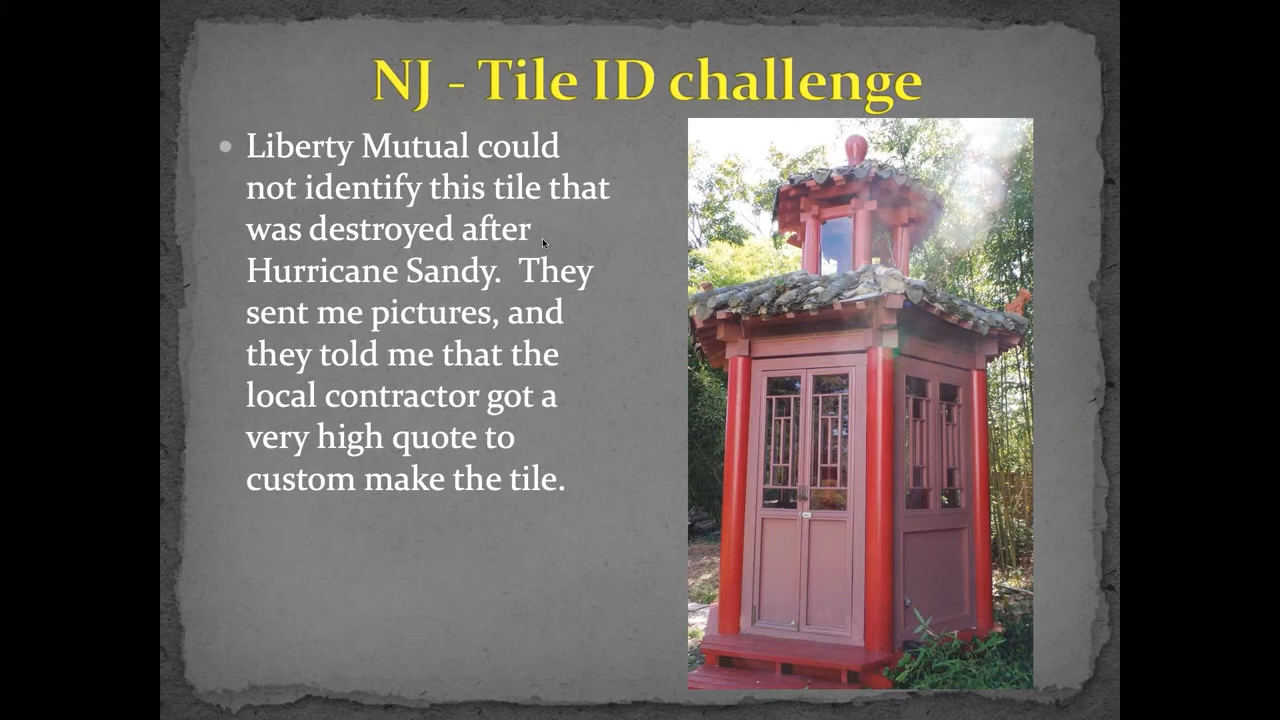 NJ - Tile ID challenge
Liberty Mutual could
not identify this tile that
was destroyed after
Hurricane Sandy.  They
sent me pictures, and
they told me that the
local contractor got a
very high quote to
custom make the tile.